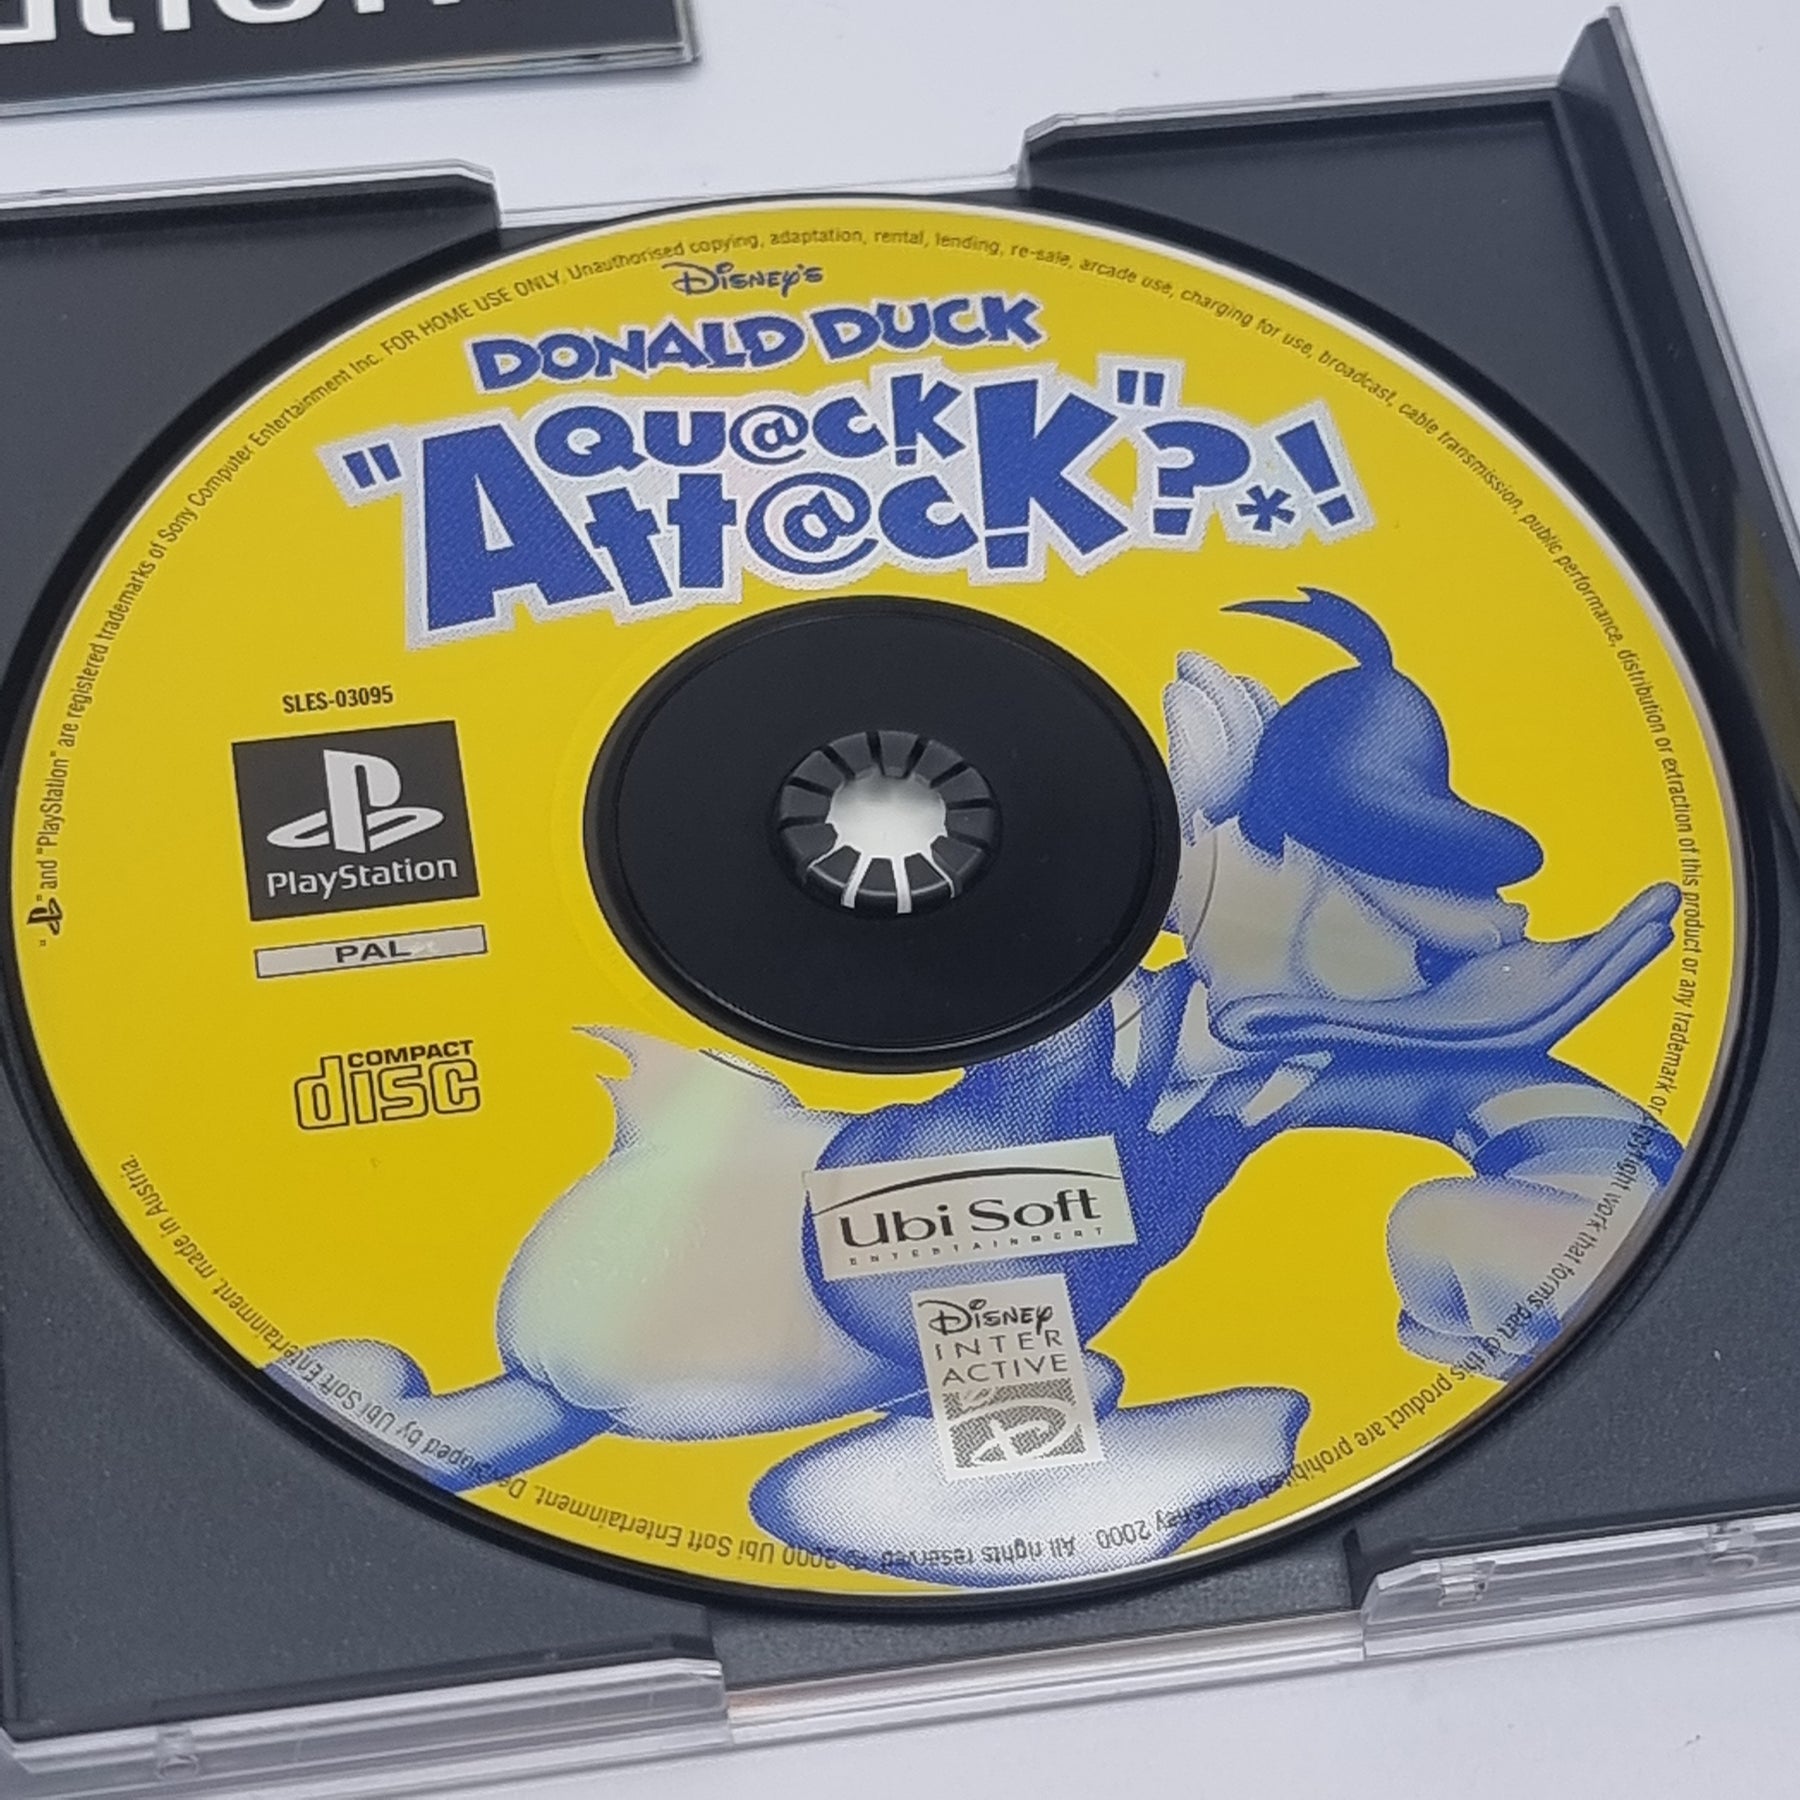 ation
Disney's
DONALD DUCK
"QU@CK
Att@cK"?*!
SLES-03095
PlayStation
PAL
COMPACT
disc
Ubi Soft
ENTERTAINMENT
Disney
INTER
ACTIVE
" " and "PlayStation" are registered trademarks of Sony Computer Entertainment Inc. FOR HOME USE ONLY. Unauthorised copying, adaptation, rental, lending, re-sale, arcade use, charging for use, broadcast, cable transmission, public performance, distribution or extraction of this product or any trademark or copyright work that forms part of this product are prohibited. © Disney 2000 All rights reserved © 2000 Ubi Soft Entertainment. Developed by Ubi Soft Entertainment. made in Austria.